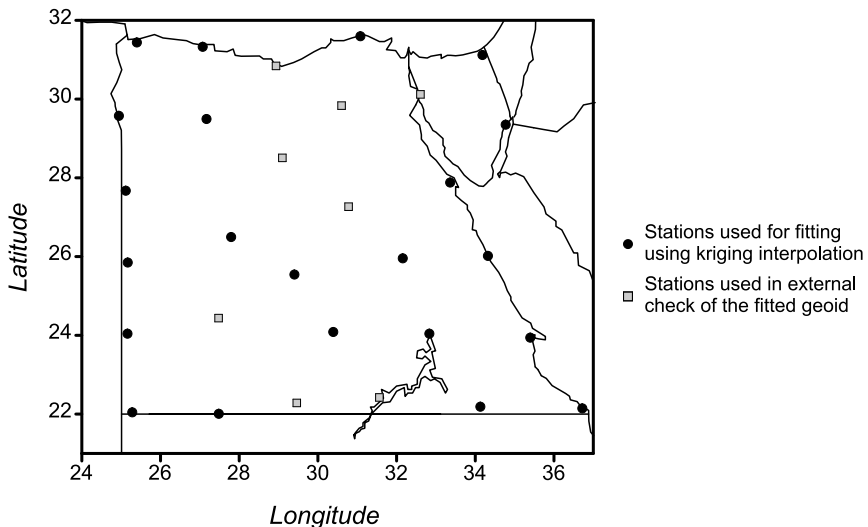 32
30
28
26
24
22
Latitude
24
26
28
30
32
34
36
Longitude
Stations used for fitting
using kriging interpolation
Stations used in external
check of the fitted geoid